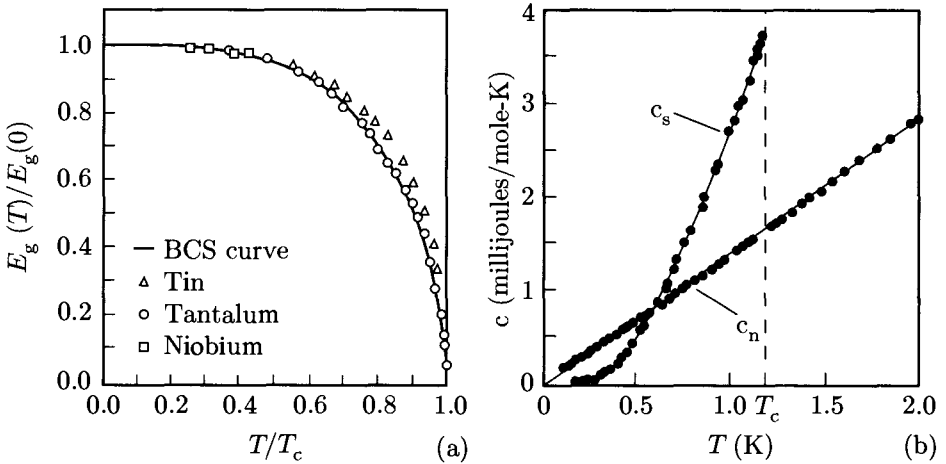 1.0
0.8
0.6
0.4
0.2
0.0
E_g (T)/E_g(0)
BCS curve
Tin
Tantalum
Niobium
0.0 0.2 0.4 0.6 0.8 1.0
T/T_c
(a)
4
3
2
1
0
c (millijoules/mole-K)
c_s
c_n
0 0.5 1.0 T_c 1.5 2.0
T (K)
(b)